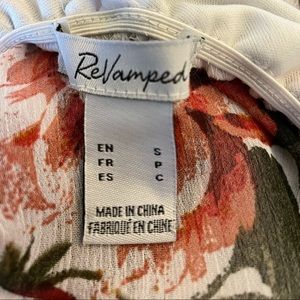 ReVamped
EN S
FR P
ES C
MADE IN CHINA
FABRIQUÉ EN CHINE